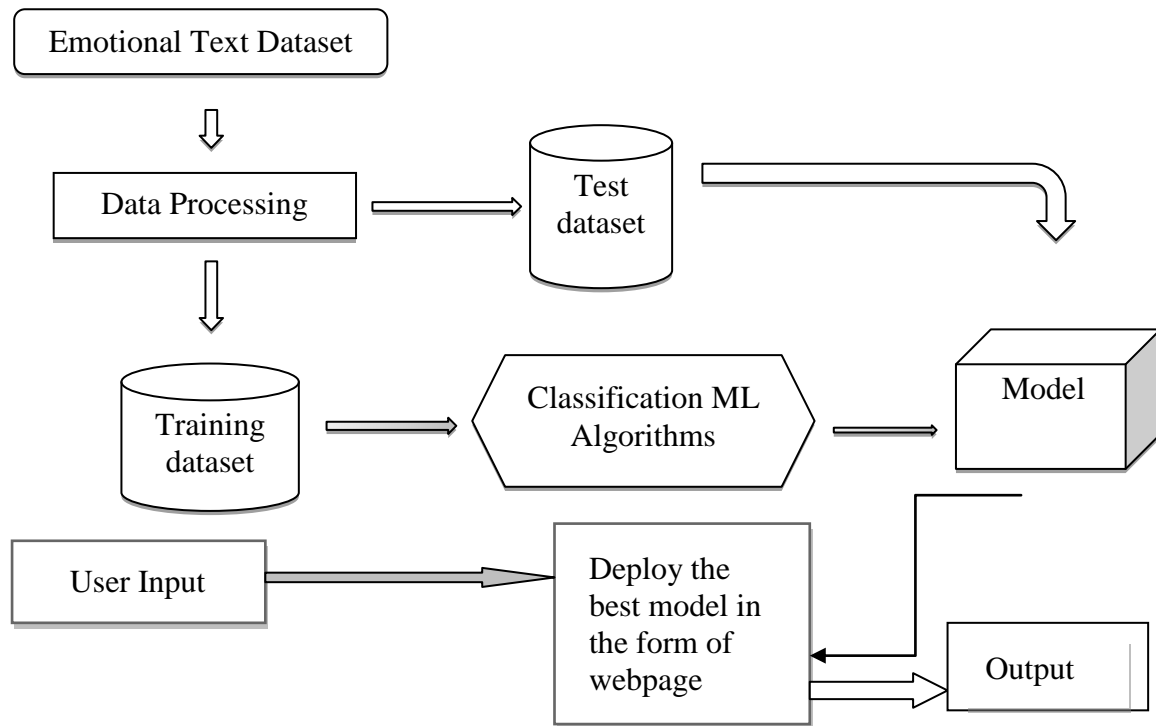 Emotional Text Dataset
Data Processing
Test
dataset
Training
dataset
Classification ML
Algorithms
Model
User Input
Deploy the
best model in
the form of
webpage
Output